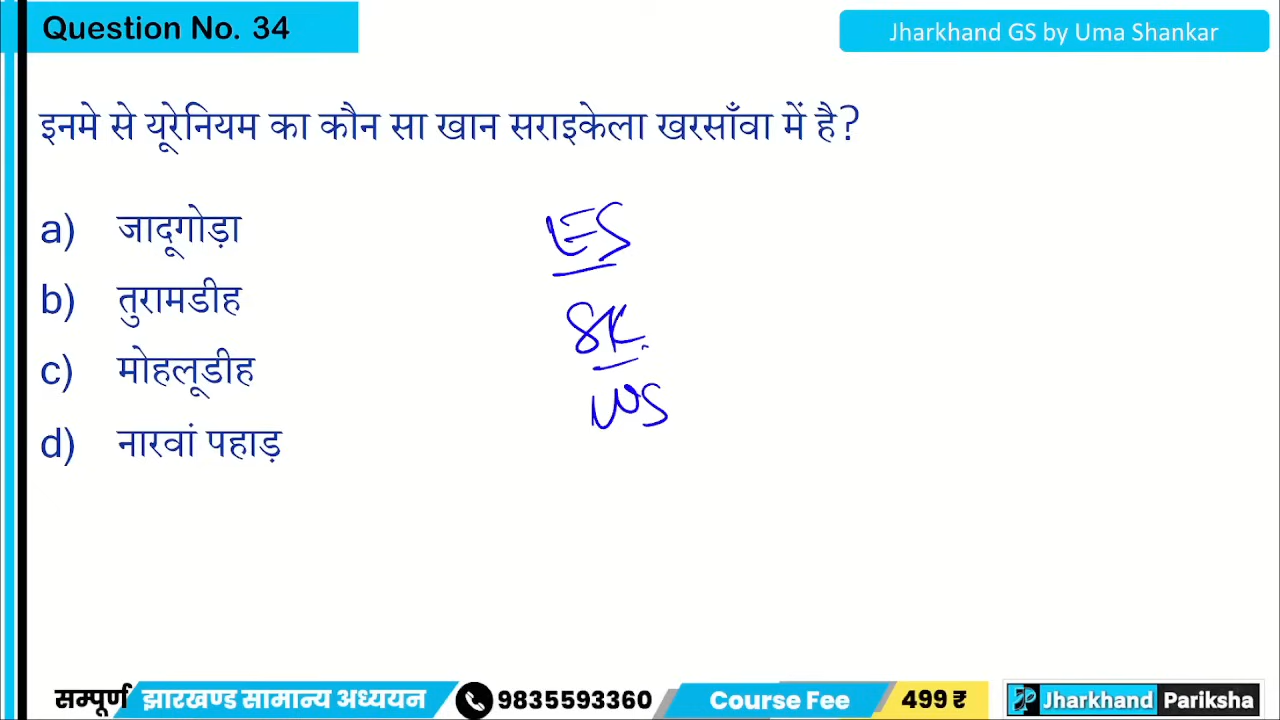 Question No. 34
Jharkhand GS by Uma Shankar
इनमे से यूरेनियम का कौन सा खान सराइकेला खरसाँवा में है?
a) जादूगोड़ा
b) तुरामडीह
c) मोहलूडीह
d) नारवां पहाड़
ES
SK
WS
सम्पूर्ण झारखण्ड सामान्य अध्ययन 9835593360 Course Fee 499 ₹ JP Jharkhand Pariksha